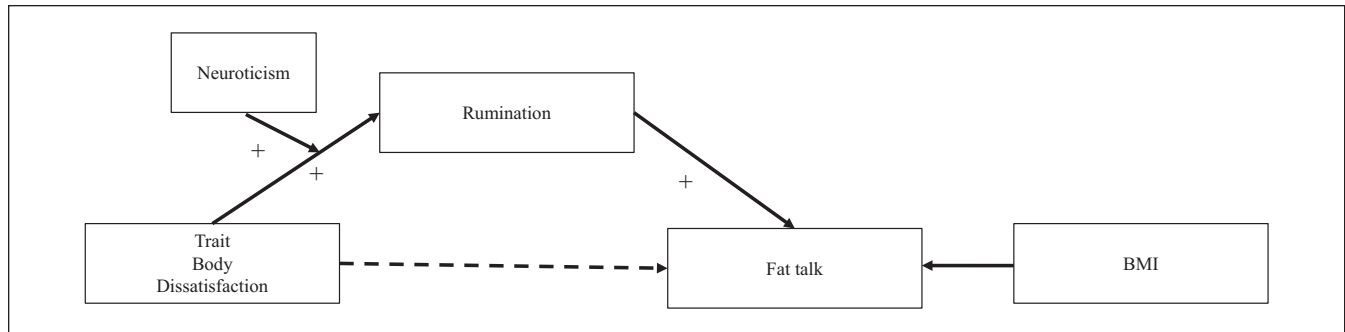 Neuroticism
Rumination
+
+
+
Trait
Body
Dissatisfaction
Fat talk
BMI